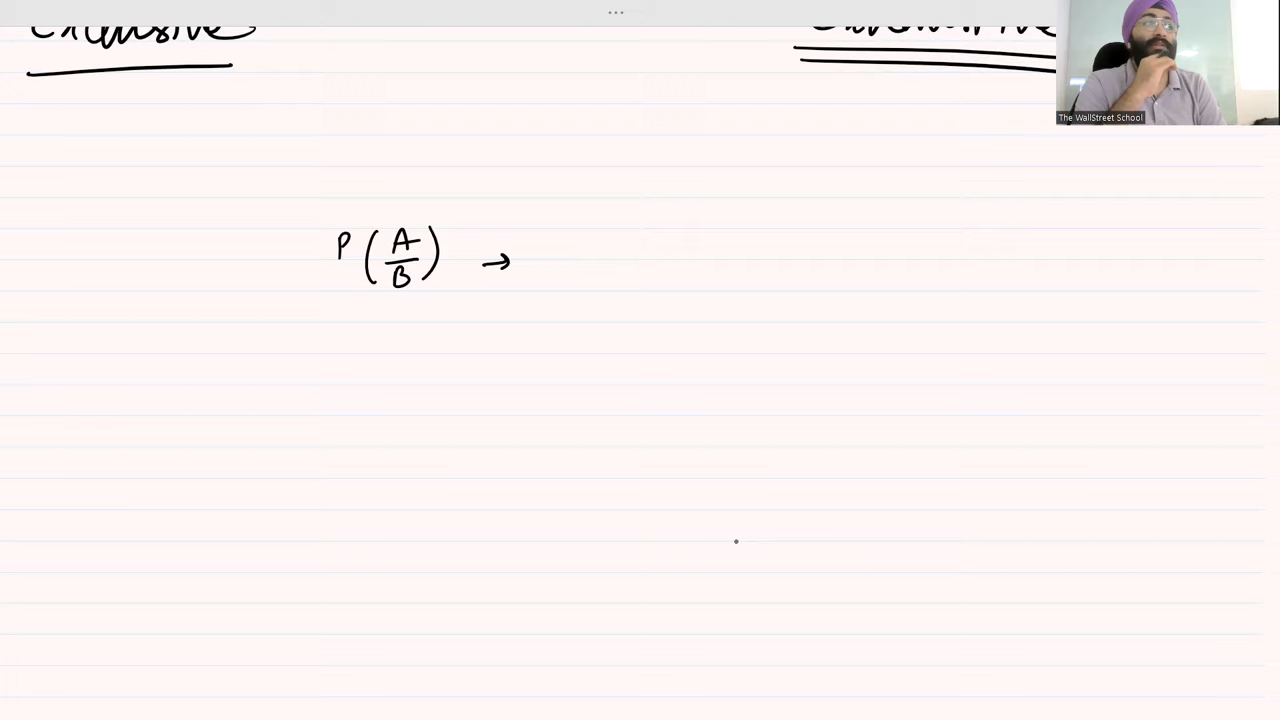 exclusive
P (A/B) →
The WallStreet School